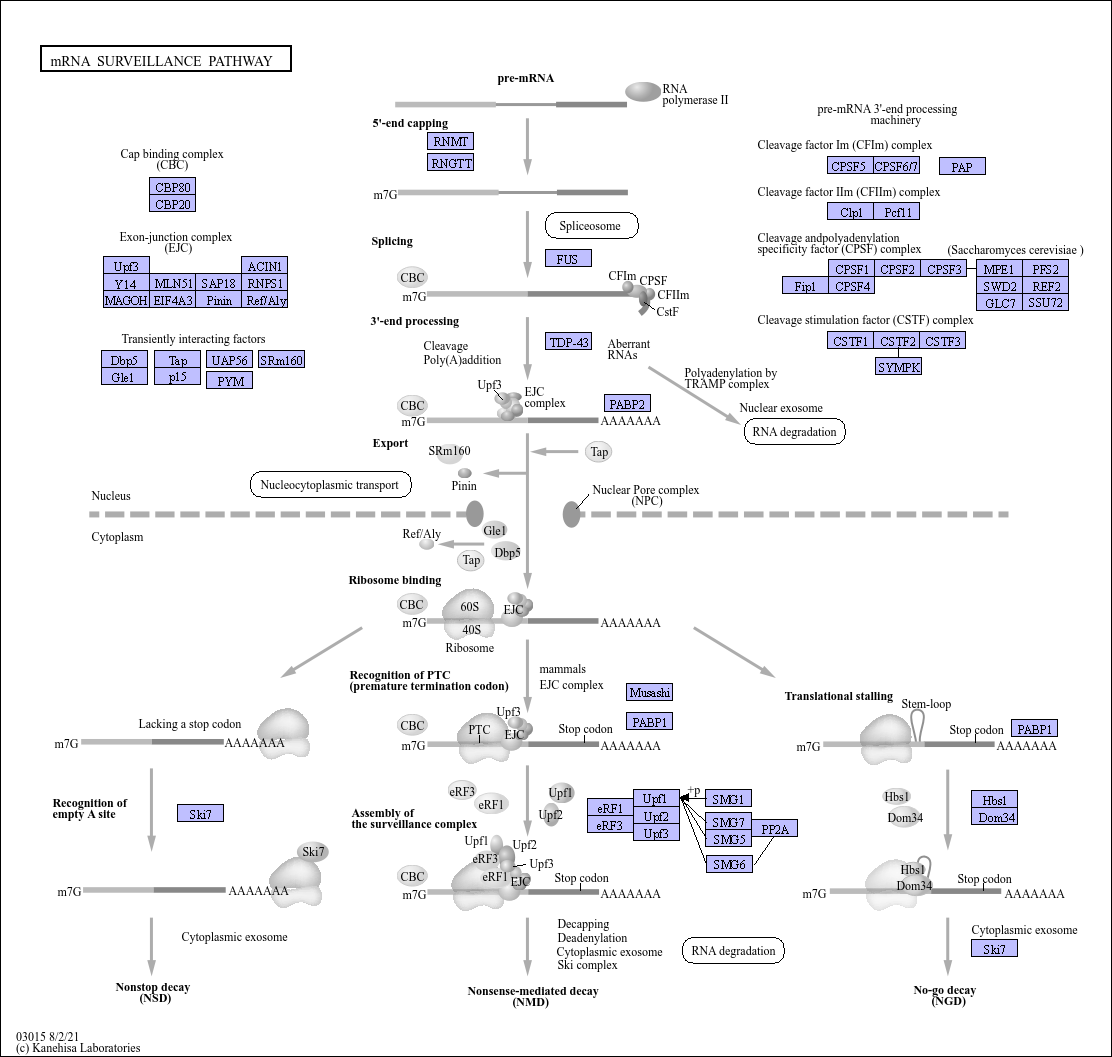 mRNA SURVEILLANCE PATHWAY
pre-mRNA
RNA
polymerase II
5'-end capping
RNMT
RNGTT
m7G
Spliceosome
Splicing
FUS
CBC
m7G
CFIm
CPSF
CFIIm
CstF
3'-end processing
Cleavage
Poly(A)addition
TDP-43
Aberrant
RNAs
Upf3
EJC
complex
PABP2
CBC
m7G
AAAAAAA
Polyadenylation by
TRAMP complex
Nuclear exosome
RNA degradation
Export
SRm160
Tap
Pinin
Nucleocytoplasmic transport
Nucleus
Nuclear Pore complex
(NPC)
Cytoplasm
Ref/Aly
Gle1
Dbp5
Tap
Cap binding complex
(CBC)
CBP80
CBP20
Exon-junction complex
(EJC)
Upf3
ACIN1
Y14
MLN51
SAP18
RNPS1
MAGOH
EIF4A3
Pinin
Ref/Aly
Transiently interacting factors
Dbp5
Tap
UAP56
SRm160
Gle1
p15
PYM
pre-mRNA 3'-end processing
machinery
Cleavage factor Im (CFIm) complex
CPSF5
CPSF6/7
PAP
Cleavage factor IIm (CFIIm) complex
Clp1
Pcf11
Cleavage andpolyadenylation
specificity factor (CPSF) complex
(Saccharomyces cerevisiae )
CPSF1
CPSF2
CPSF3
MPE1
PFS2
Fip1
CPSF4
SWD2
REF2
GLC7
SSU72
Cleavage stimulation factor (CSTF) complex
CSTF1
CSTF2
CSTF3
SYMPK
Ribosome binding
CBC
m7G
60S
40S
EJC
AAAAAAA
Ribosome
Recognition of PTC
(premature termination codon)
mammals
EJC complex
Musashi
PABP1
CBC
m7G
PTC
Upf3
EJC
Stop codon
AAAAAAA
eRF3
eRF1
Upf1
Upf2
Assembly of
the surveillance complex
eRF1
eRF3
Upf1
Upf2
Upf3
+p
SMG1
SMG7
SMG5
SMG6
PP2A
CBC
m7G
Upf1
Upf2
eRF3
Upf3
eRF1
EJC
Stop codon
AAAAAAA
Decapping
Deadenylation
Cytoplasmic exosome
Ski complex
RNA degradation
Nonsense-mediated decay
(NMD)
Lacking a stop codon
m7G
AAAAAAA
Recognition of
empty A site
Ski7
Ski7
m7G
AAAAAAA
Cytoplasmic exosome
Nonstop decay
(NSD)
Translational stalling
Stem-loop
Stop codon
PABP1
m7G
AAAAAAA
Hbs1
Dom34
Hbs1
Dom34
Hbs1
Dom34
Stop codon
m7G
AAAAAAA
Cytoplasmic exosome
Ski7
No-go decay
(NGD)
03015 8/2/21
(c) Kanehisa Laboratories